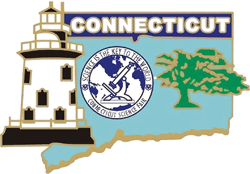 CONNECTICUT
SCIENCE IS THE KEY TO THE WORLD
CONNECTICUT SCIENCE FAIR